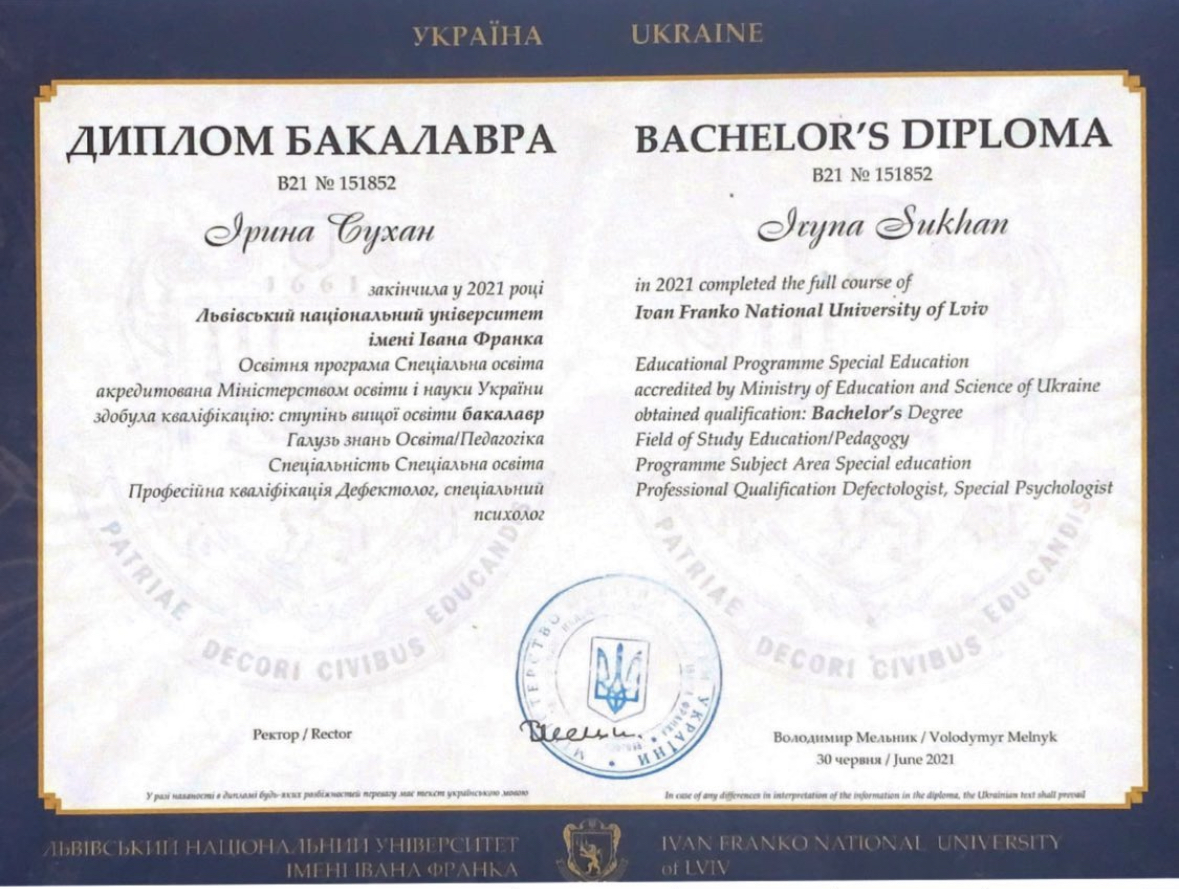 УКРАЇНА
UKRAINE
ДИПЛОМ БАКАЛАВРА
B21 № 151852
Ірина Сухан
1661
закінчила у 2021 році
Львівський національний університет
імені Івана Франка
Освітня програма Спеціальна освіта
акредитована Міністерством освіти і науки України
здобула кваліфікацію: ступінь вищої освіти бакалавр
Галузь знань Освіта/Педагогіка
Спеціальність Спеціальна освіта
Професійна кваліфікація Дефектолог, спеціальний
психолог
PATRIAE DECORI CIVIBUS EDUCANDIS
Ректор / Rector
У разі наявності в дипломі будь-яких розбіжностей перевагу має текст українською мовою
BACHELOR'S DIPLOMA
B21 № 151852
Iryna Sukhan
in 2021 completed the full course of
Ivan Franko National University of Lviv
Educational Programme Special Education
accredited by Ministry of Education and Science of Ukraine
obtained qualification: Bachelor's Degree
Field of Study Education/Pedagogy
Programme Subject Area Special education
Professional Qualification Defectologist, Special Psychologist
PATRIAE DECORI CIVIBUS EDUCANDIS
Володимир Мельник / Volodymyr Melnyk
30 червня / June 2021
In case of any differences in interpretation of the information in the diploma, the Ukrainian text shall prevail
УКРАЇНИ
ЛЬВІВСЬКИЙ НАЦІОНАЛЬНИЙ УНІВЕРСИТЕТ
ІМЕНІ ІВАНА ФРАНКА
IVAN FRANKO NATIONAL UNIVERSITY
of LVIV